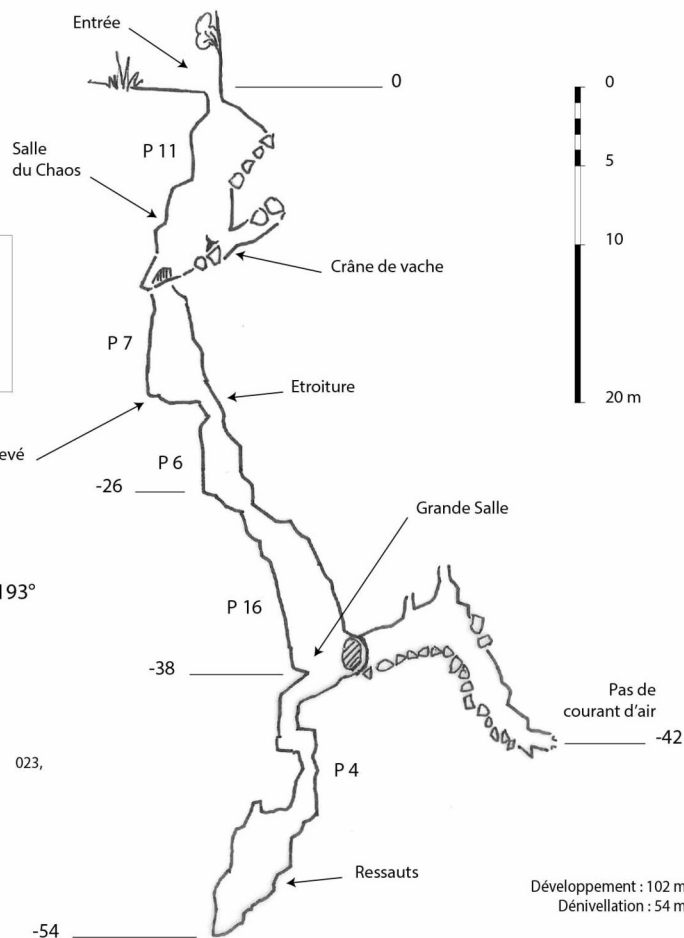 Entrée
0
0
P 11
5
Salle
du Chaos
10
Crâne de vache
P 7
Etroiture
20 m
evé
P 6
-26
Grande Salle
193°
P 16
-38
Pas de
courant d'air
-42
023,
P 4
Ressauts
Développement : 102 m
Dénivellation : 54 m
-54